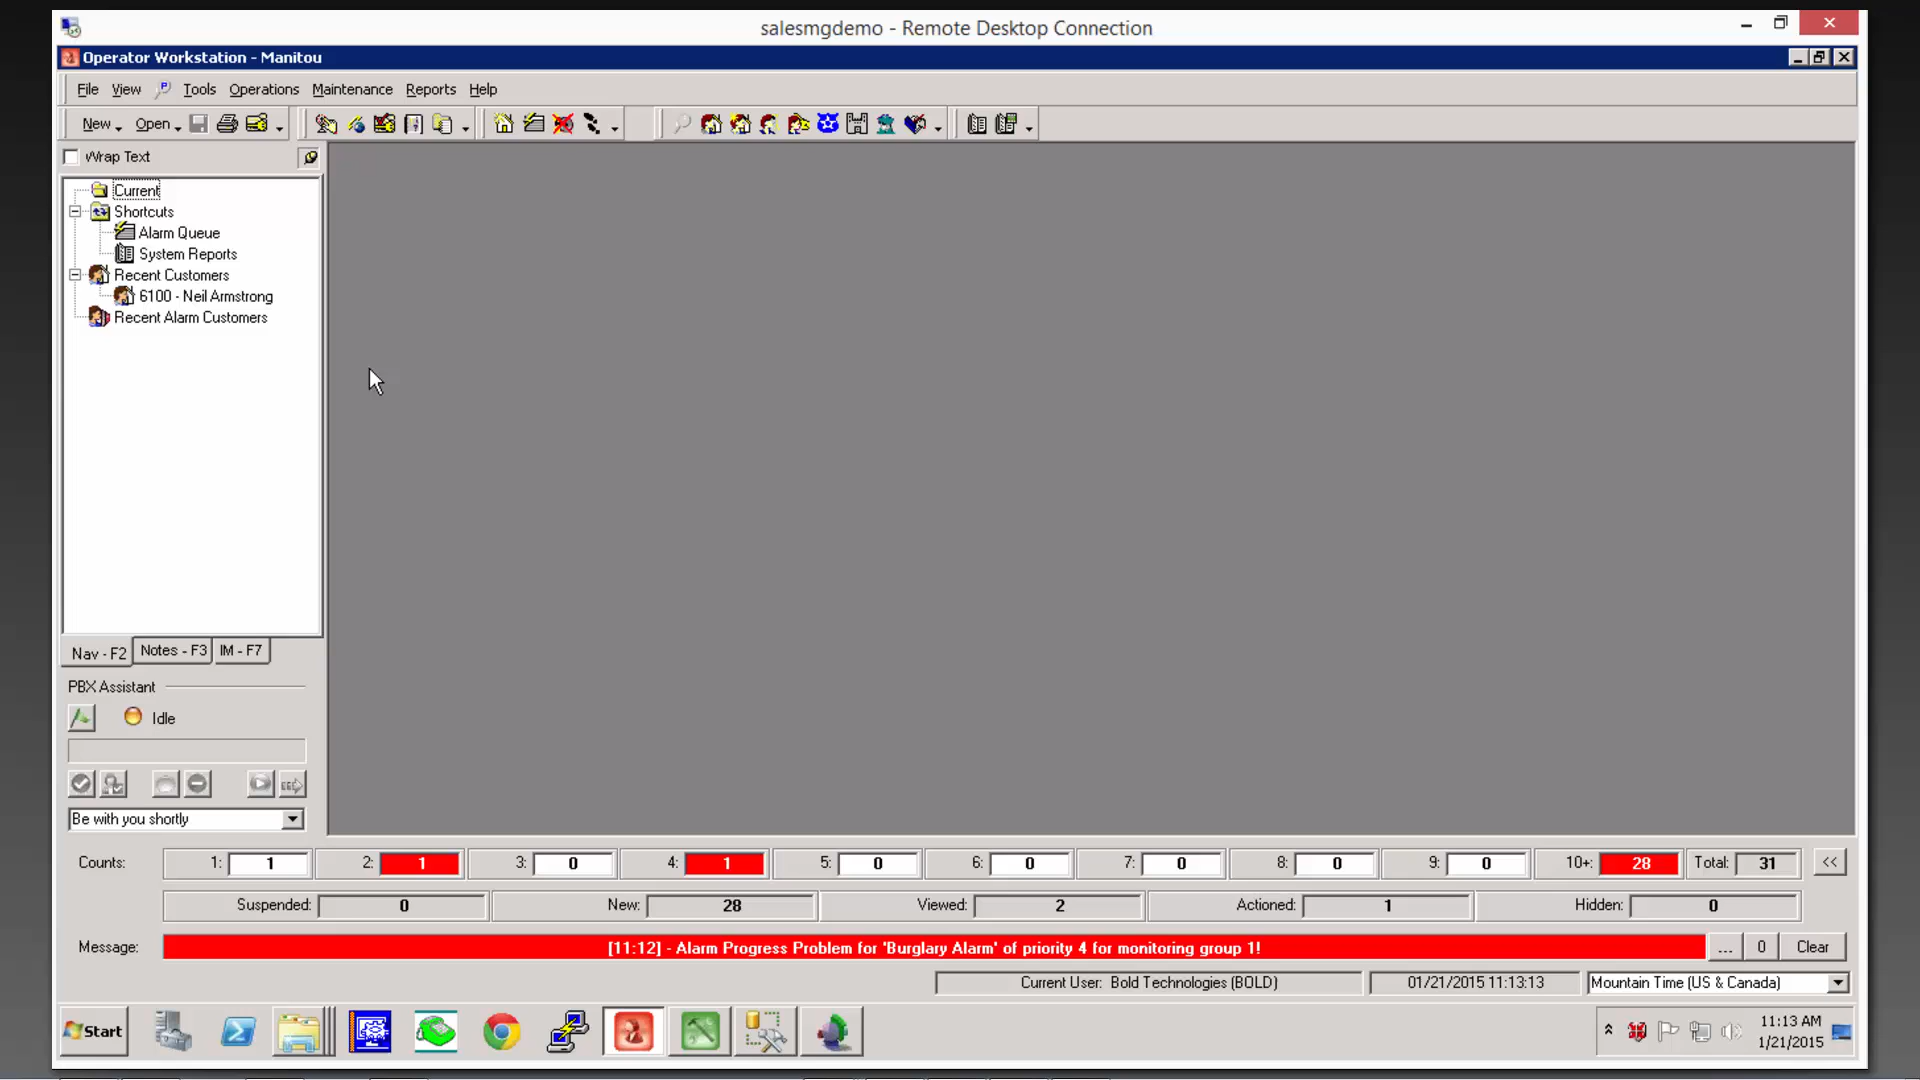 salesmgdemo - Remote Desktop Connection
Operator Workstation - Manitou
File View Tools Operations Maintenance Reports Help
New Open
Wrap Text
Current
Shortcuts
Alarm Queue
System Reports
Recent Customers
6100 - Neil Armstrong
Recent Alarm Customers
Nav - F2 Notes - F3 IM - F7
PBX Assistant
Idle
Be with you shortly
Counts: 1: 1 2: 1 3: 0 4: 1 5: 0 6: 0 7: 0 8: 0 9: 0 10+: 28 Total: 31 <<
Suspended: 0 New: 28 Viewed: 2 Actioned: 1 Hidden: 0
Message: [11:12] - Alarm Progress Problem for 'Burglary Alarm' of priority 4 for monitoring group 1! ... 0 Clear
Current User: Bold Technologies (BOLD) 01/21/2015 11:13:13 Mountain Time (US & Canada)
Start
11:13 AM
1/21/2015